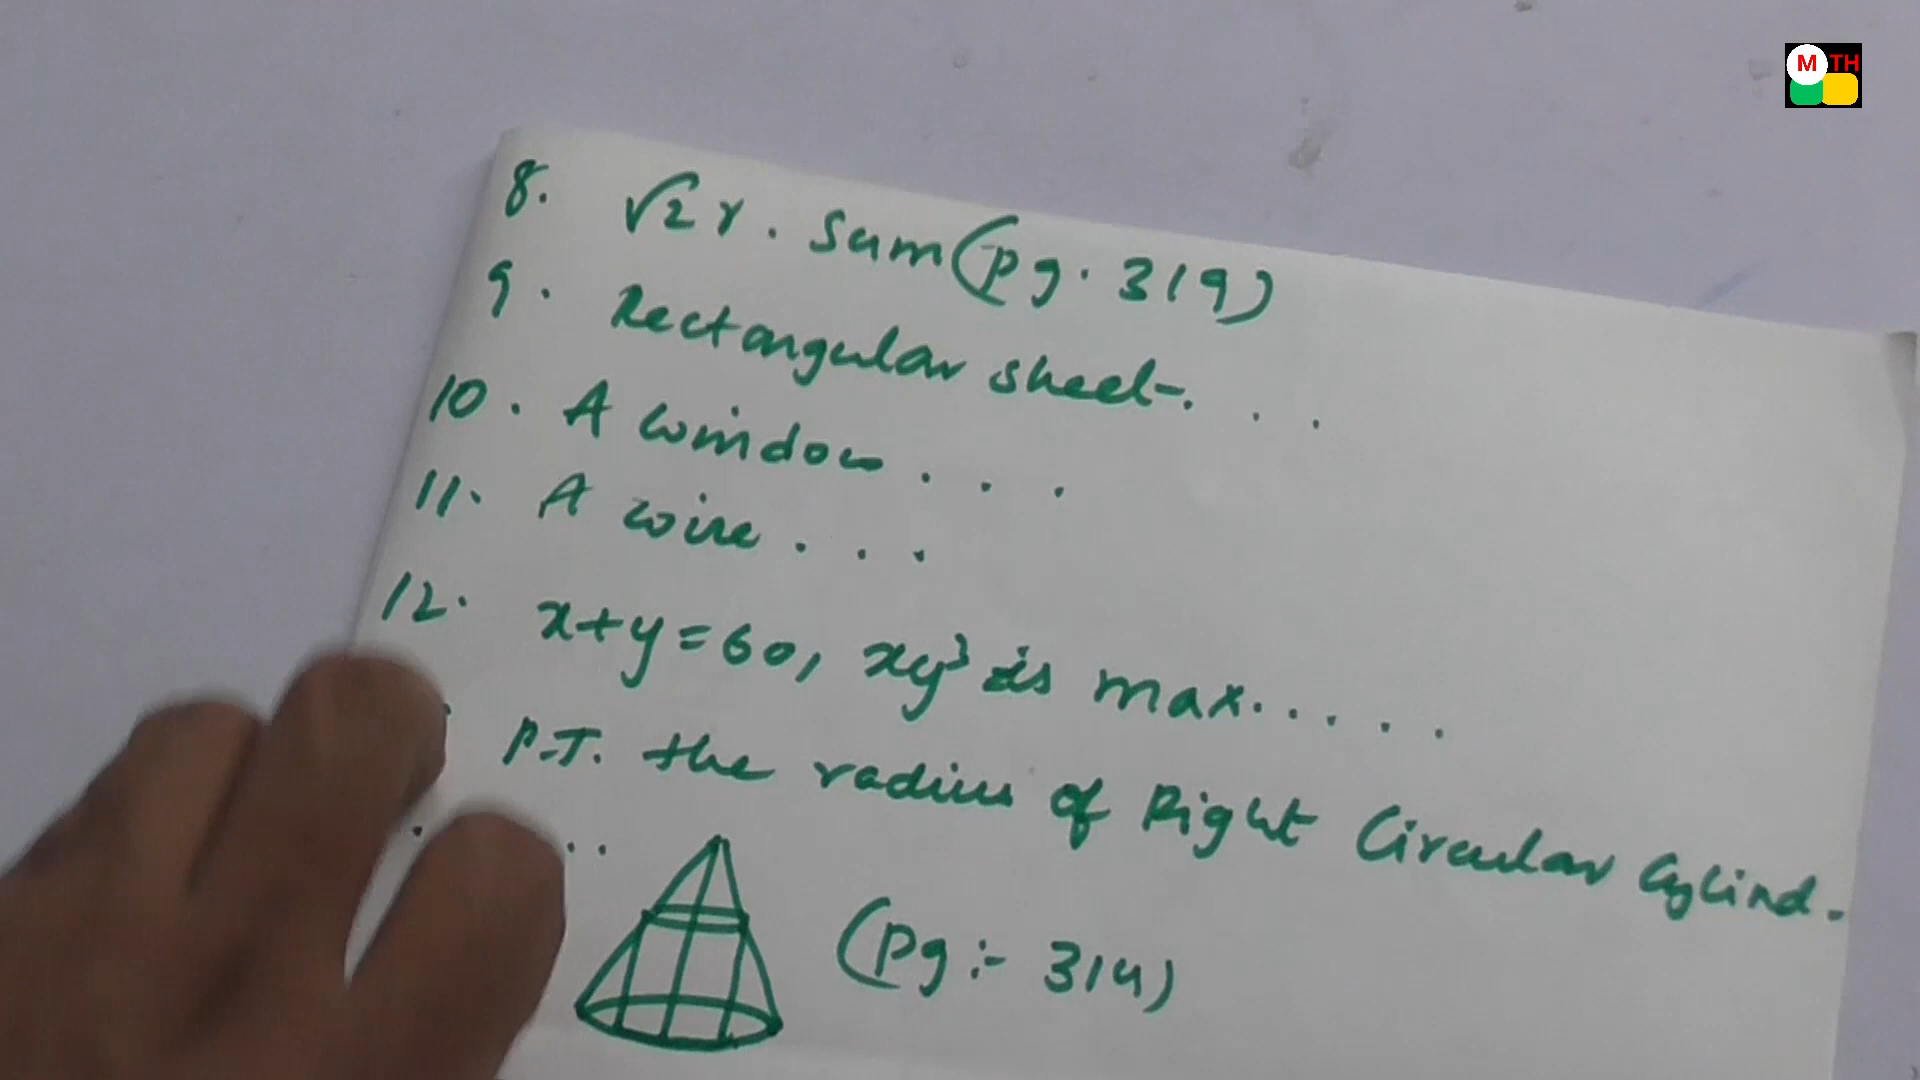 M TH
8. √2 r. Sum (pg. 319)
9. Rectangular sheet. . .
10. A window . . .
11. A wire . . .
12. x+y=60, xy³ is max. . . . .
P.T. the radius of Right Circular Cylind.
. .
(pg :- 314)